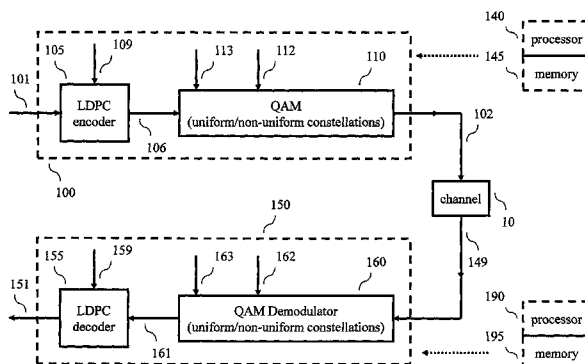 105
109
113
112
110
140
processor
101
LDPC
encoder
QAM
(uniform/non-uniform constellations)
145
memory
106
102
100
channel
10
150
149
155
159
163
162
160
190
processor
151
LDPC
decoder
QAM Demodulator
(uniform/non-uniform constellations)
161
195
memory